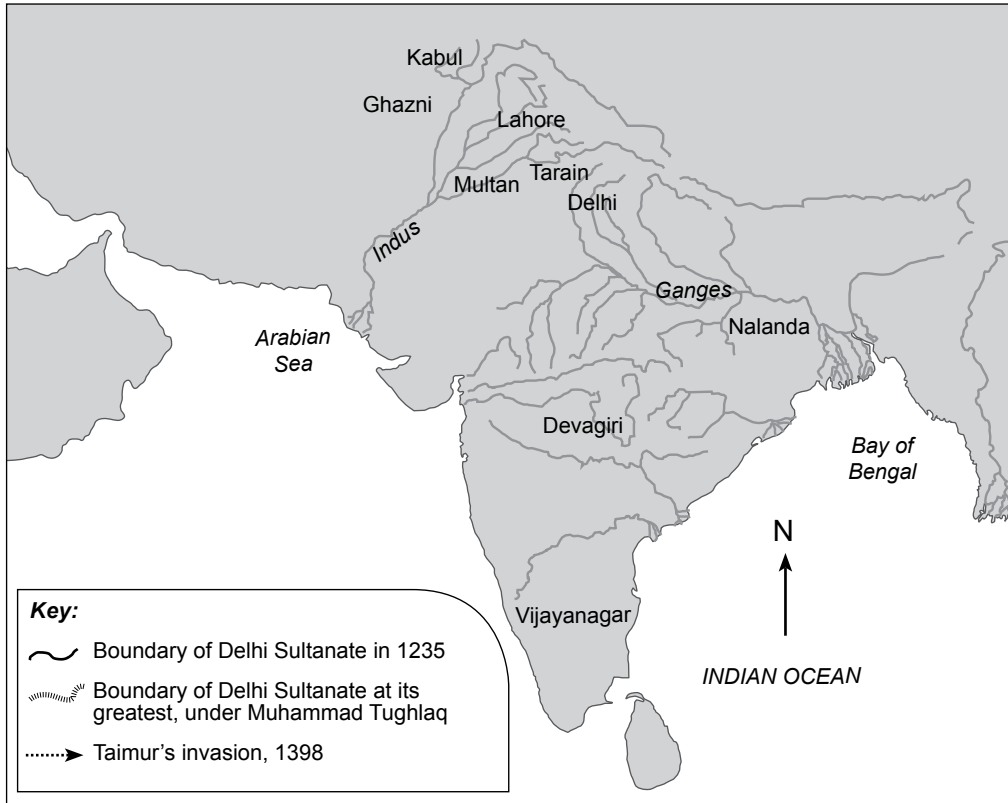 Kabul
Ghazni
Lahore
Multan
Tarain
Delhi
Indus
Ganges
Nalanda
Arabian
Sea
Devagiri
Bay of
Bengal
N
Vijayanagar
INDIAN OCEAN
Key:
Boundary of Delhi Sultanate in 1235
Boundary of Delhi Sultanate at its
greatest, under Muhammad Tughlaq
Taimur's invasion, 1398